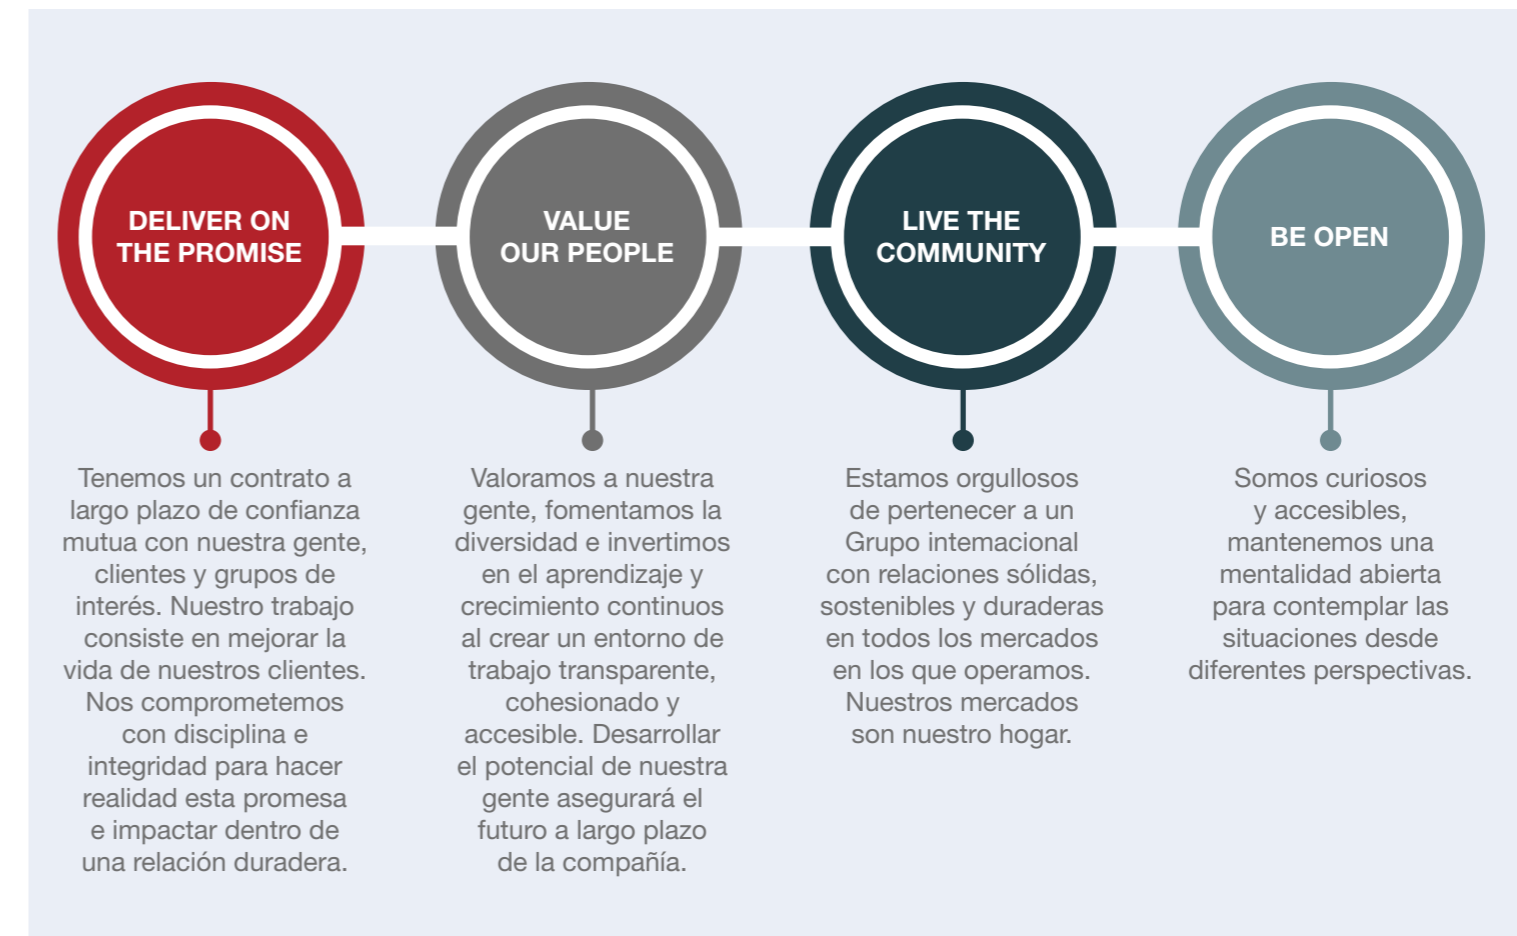 DELIVER ON
THE PROMISE
Tenemos un contrato a
largo plazo de confianza
mutua con nuestra gente,
clientes y grupos de
interés. Nuestro trabajo
consiste en mejorar la
vida de nuestros clientes.
Nos comprometemos
con disciplina e
integridad para hacer
realidad esta promesa
e impactar dentro de
una relación duradera.
VALUE
OUR PEOPLE
Valoramos a nuestra
gente, fomentamos la
diversidad e invertimos
en el aprendizaje y
crecimiento continuos
al crear un entorno de
trabajo transparente,
cohesionado y
accesible. Desarrollar
el potencial de nuestra
gente asegurará el
futuro a largo plazo
de la compañía.
LIVE THE
COMMUNITY
Estamos orgullosos
de pertenecer a un
Grupo internacional
con relaciones sólidas,
sostenibles y duraderas
en todos los mercados
en los que operamos.
Nuestros mercados
son nuestro hogar.
BE OPEN
Somos curiosos
y accesibles,
mantenemos una
mentalidad abierta
para contemplar las
situaciones desde
diferentes perspectivas.